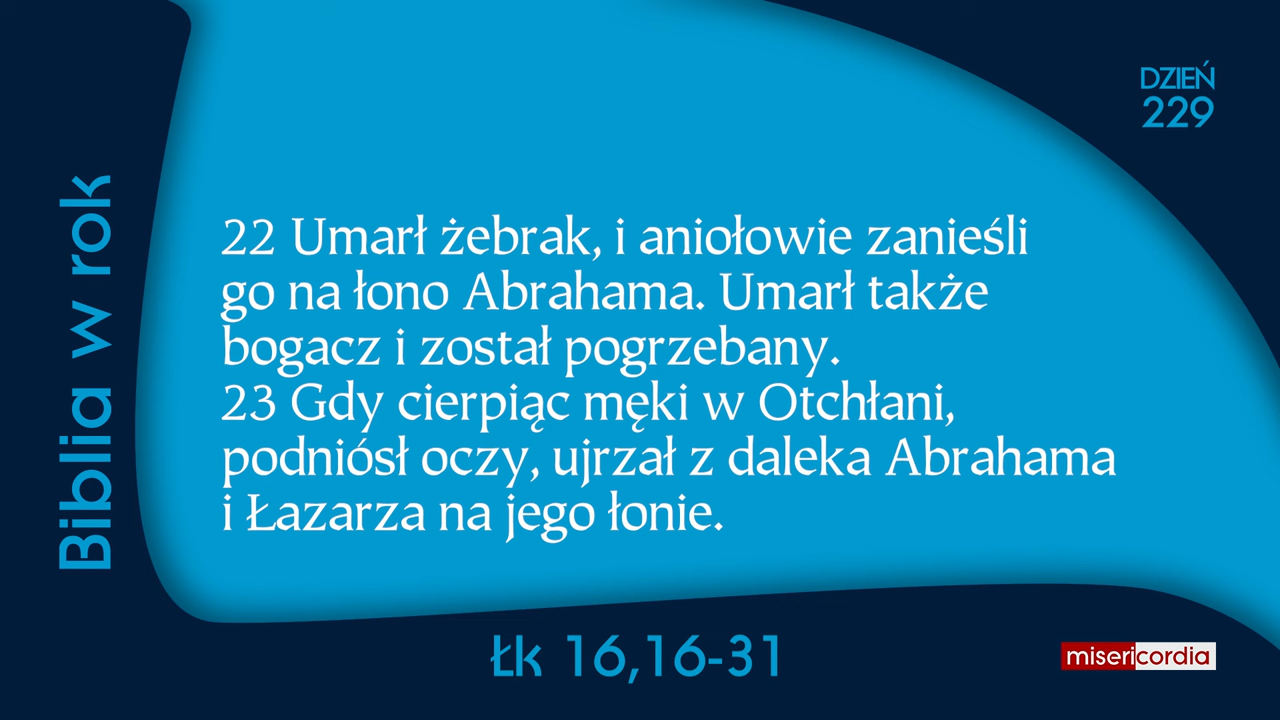 DZIEŃ
229
Biblia w rok
22 Umarł żebrak, i aniołowie zanieśli
go na łono Abrahama. Umarł także
bogacz i został pogrzebany.
23 Gdy cierpiąc męki w Otchłani,
podniósł oczy, ujrzał z daleka Abrahama
i Łazarza na jego łonie.
Łk 16,16-31
misericordia